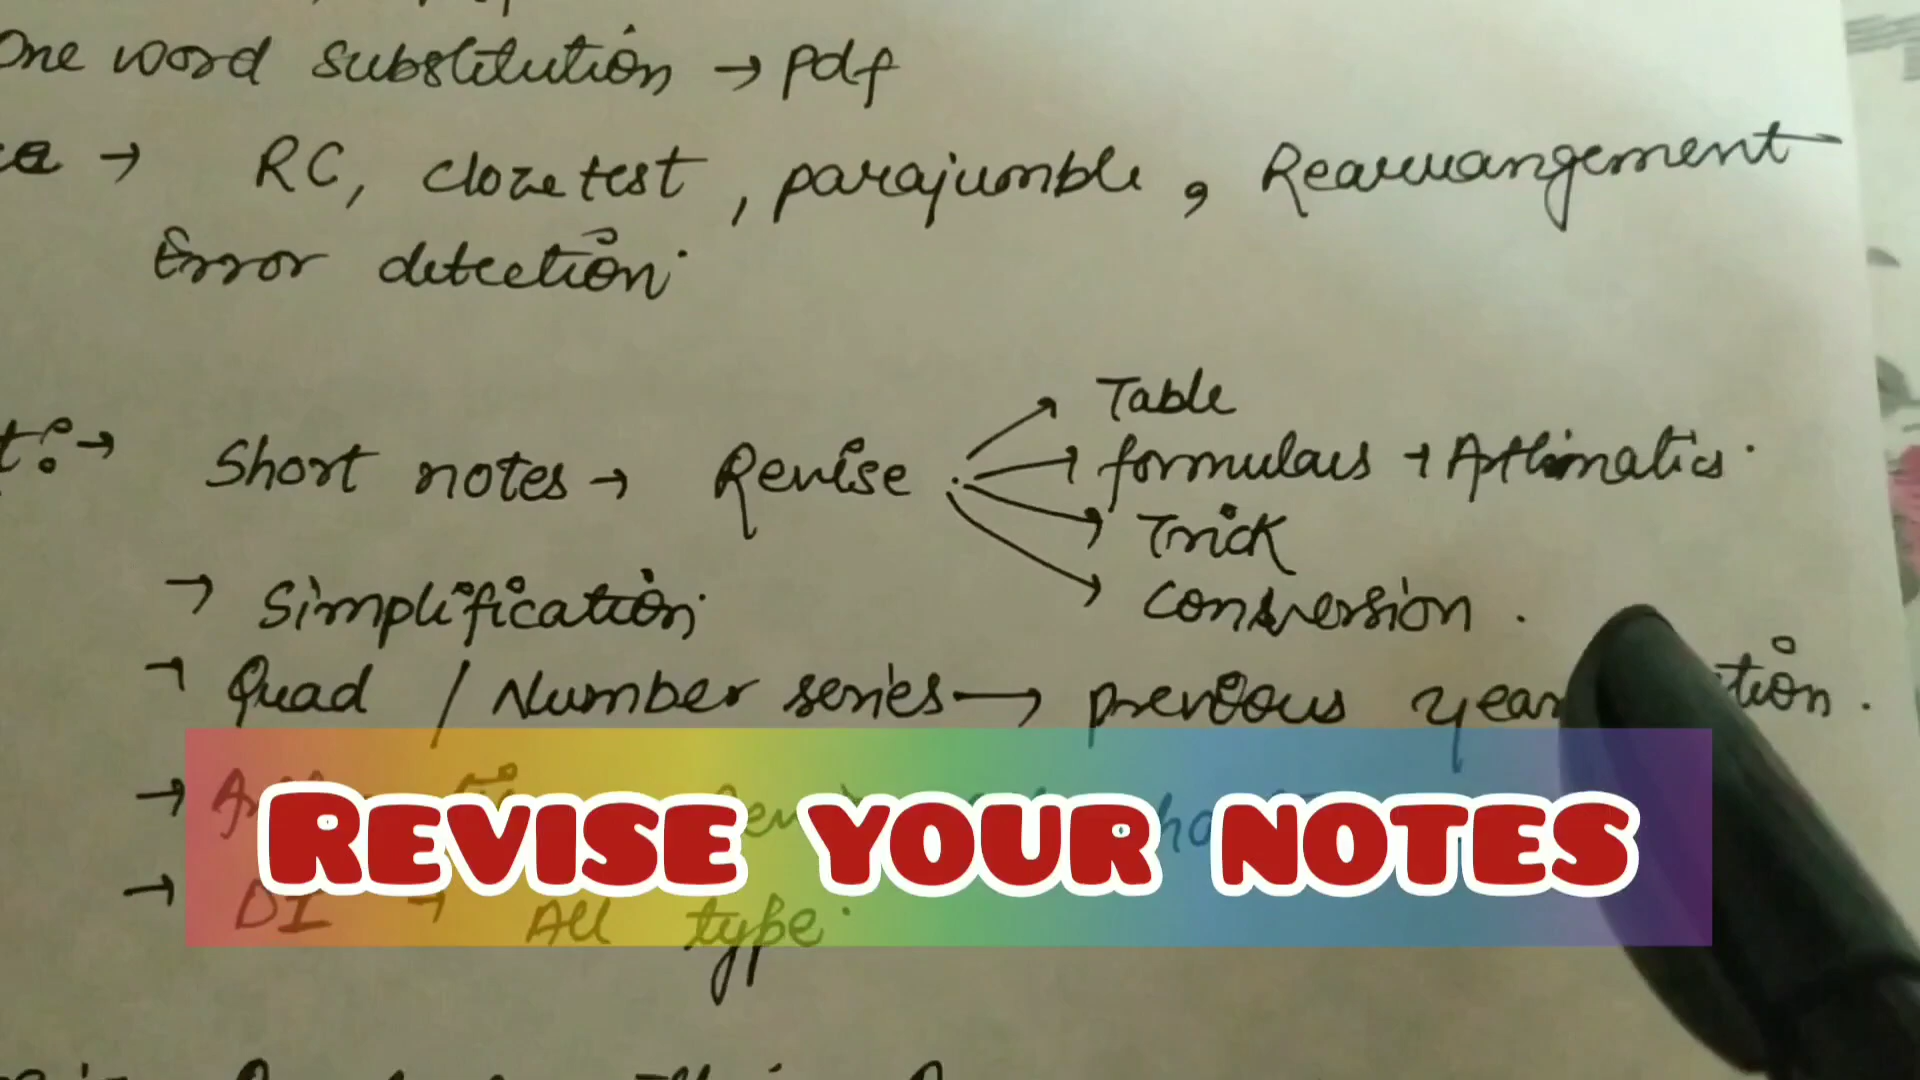 One word substitution → pdf
→ RC, cloze test, parajumble, Rearrangement
Error detection.
Short notes → Revise → Table
→ formulas + Arthimatics.
→ Trick
→ Conversion.
→ Simplification.
→ Quad / Number series → previous year
→
→ DI → All type.
REVISE YOUR NOTES